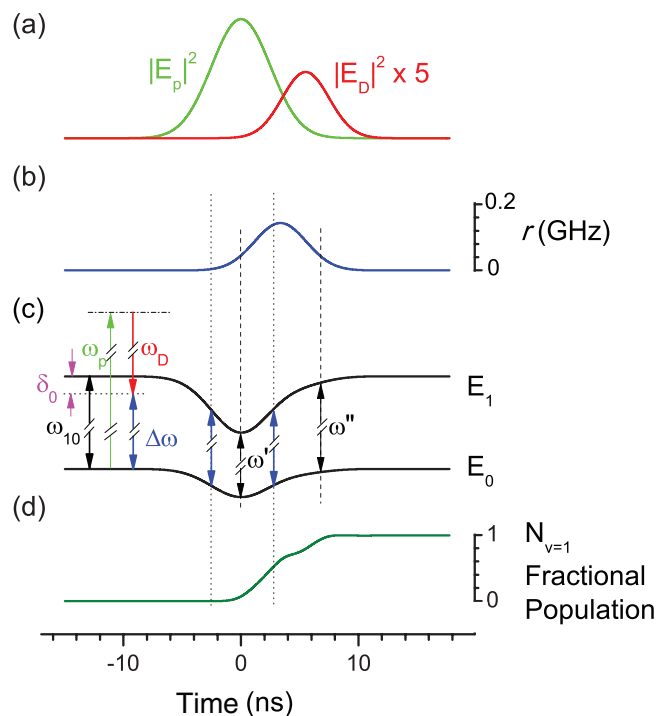 (a)
|E_p|² |E_D|² x 5
(b)
0.2
r (GHz)
0
(c)
ω_p ω_D
δ_0 E_1
ω_10 Δω ω' ω"
E_0
(d)
1 N_v=1
Fractional
0 Population
-10 0 10
Time (ns)